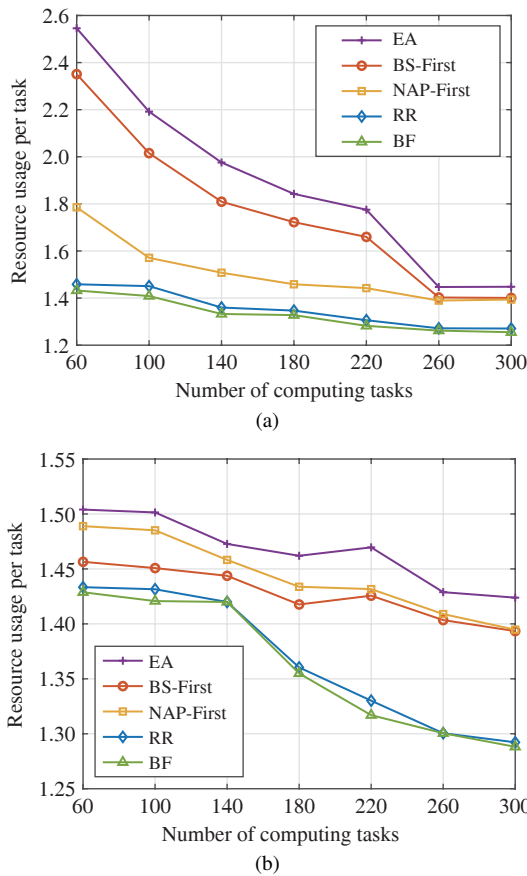 2.6
2.4
2.2
2.0
1.8
1.6
1.4
1.2
Resource usage per task
EA
BS-First
NAP-First
RR
BF
60 100 140 180 220 260 300
Number of computing tasks
(a)
1.55
1.50
1.45
1.40
1.35
1.30
1.25
Resource usage per task
EA
BS-First
NAP-First
RR
BF
60 100 140 180 220 260 300
Number of computing tasks
(b)